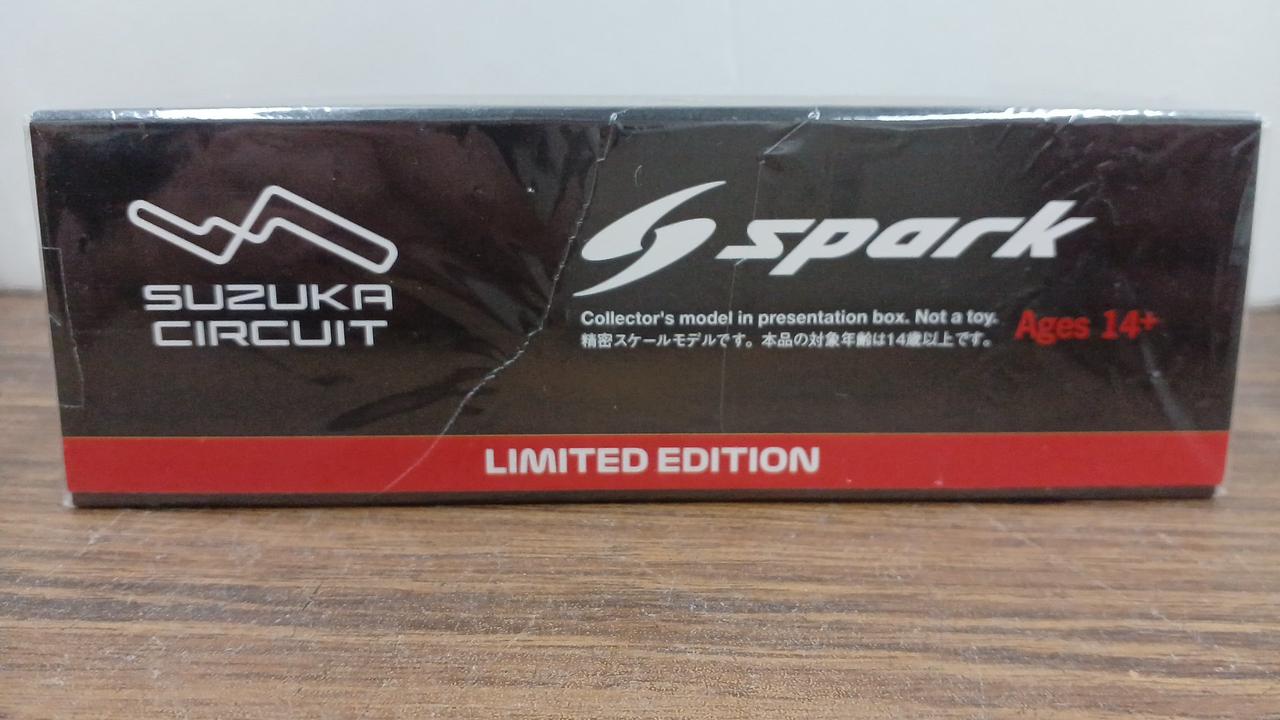 SUZUKA
CIRCUIT
spark
Collector's model in presentation box. Not a toy.
精密スケールモデルです。本品の対象年齢は14歳以上です。
Ages 14+
LIMITED EDITION